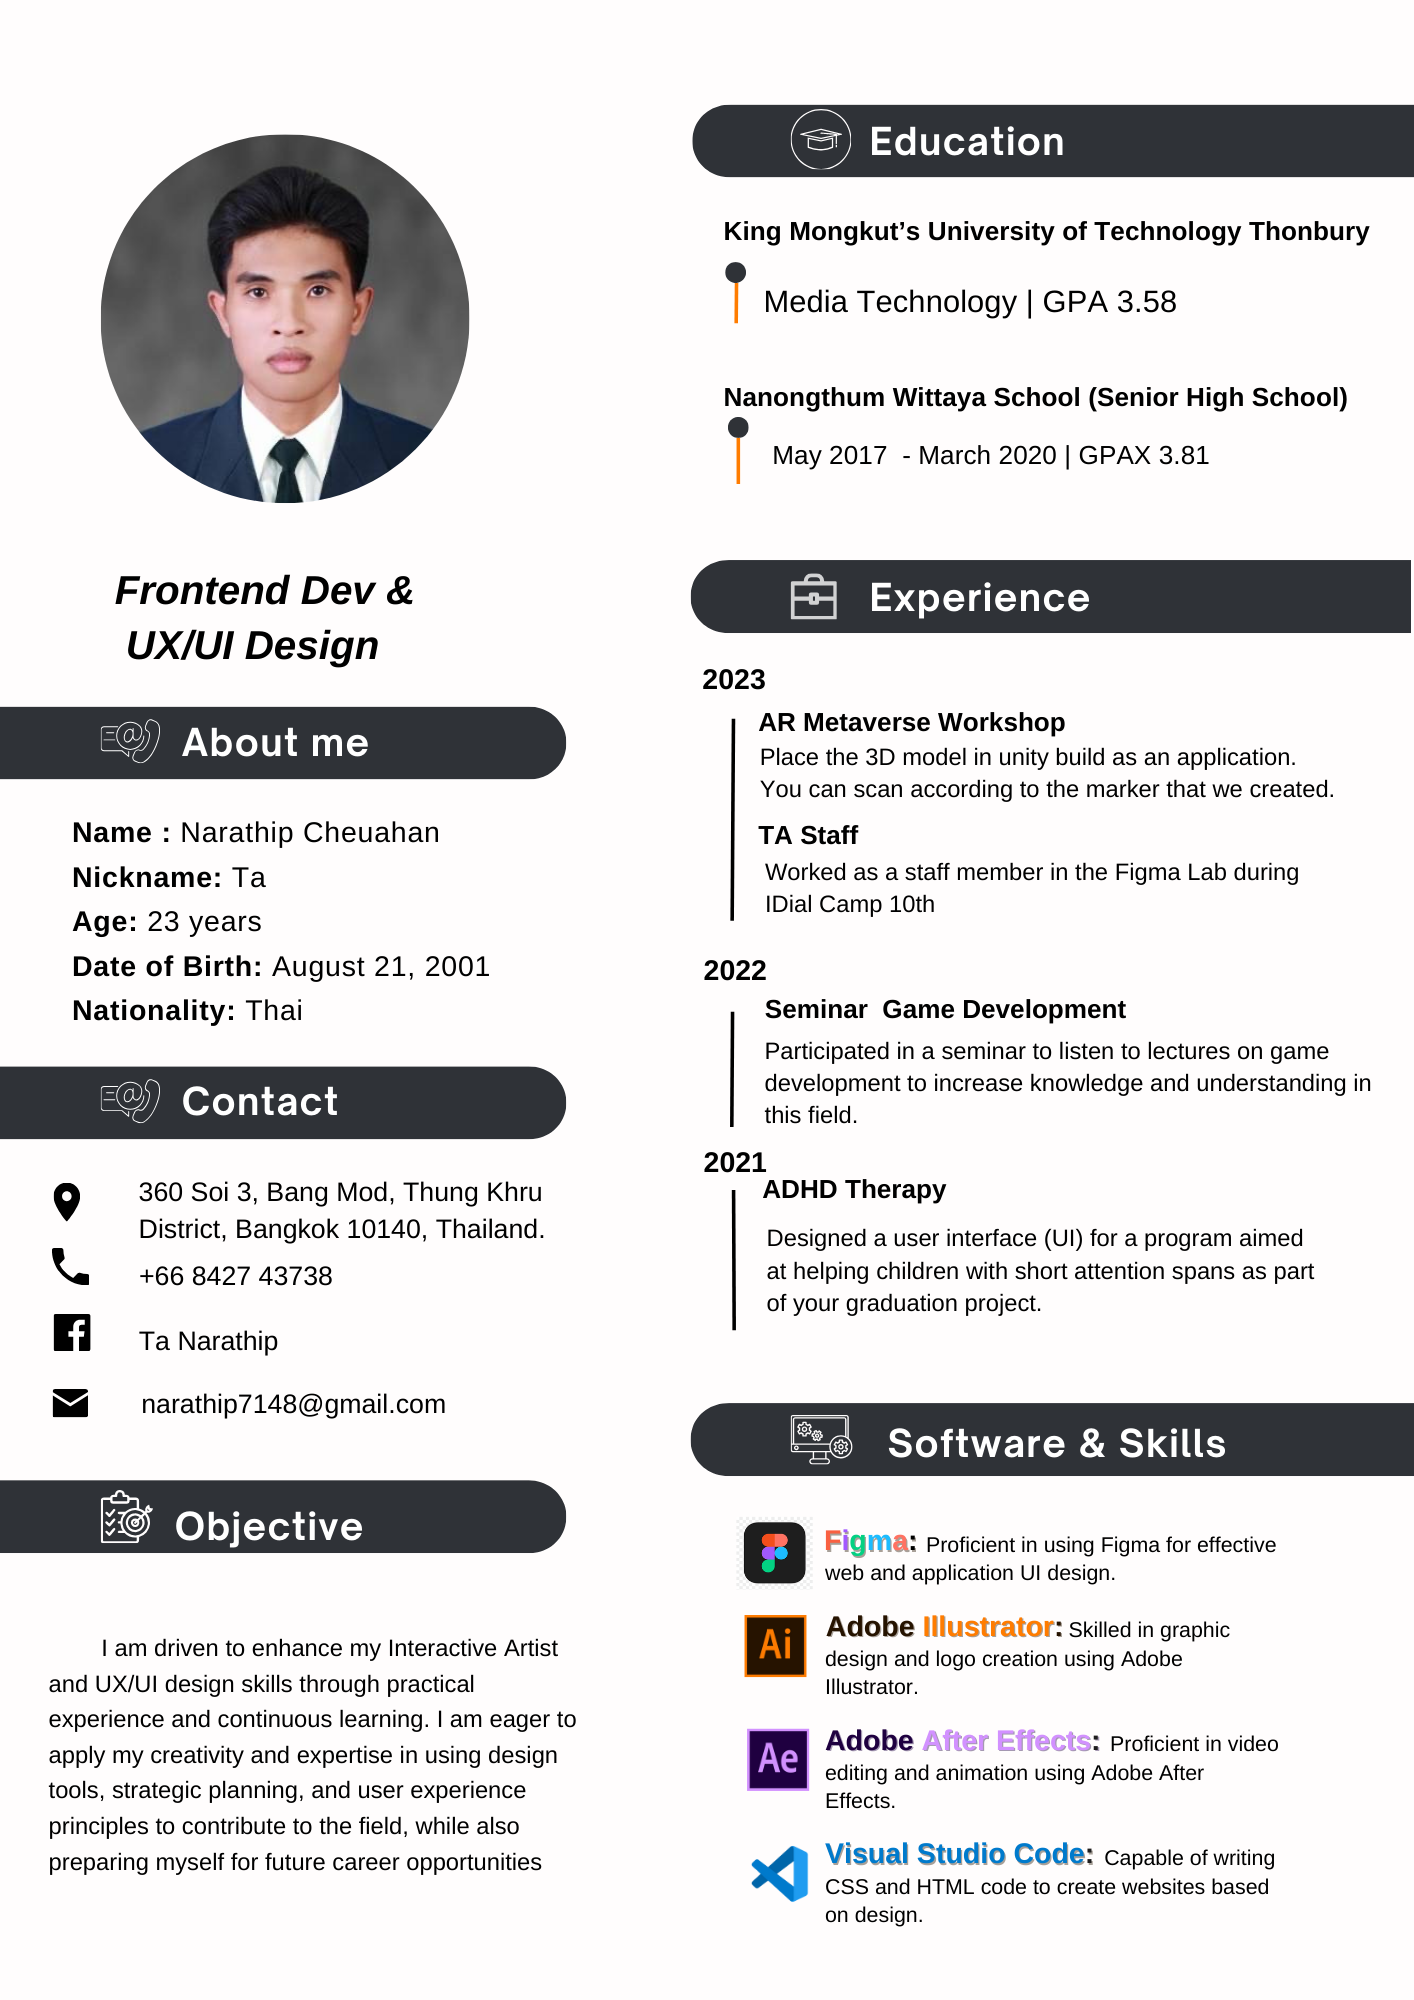 Frontend Dev &
UX/UI Design
About me
Name : Narathip Cheuahan
Nickname: Ta
Age: 23 years
Date of Birth: August 21, 2001
Nationality: Thai
Contact
360 Soi 3, Bang Mod, Thung Khru
District, Bangkok 10140, Thailand.
+66 8427 43738
Ta Narathip
narathip7148@gmail.com
Objective
I am driven to enhance my Interactive Artist
and UX/UI design skills through practical
experience and continuous learning. I am eager to
apply my creativity and expertise in using design
tools, strategic planning, and user experience
principles to contribute to the field, while also
preparing myself for future career opportunities
Education
King Mongkut’s University of Technology Thonbury
Media Technology | GPA 3.58
Nanongthum Wittaya School (Senior High School)
May 2017  - March 2020 | GPAX 3.81
Experience
2023
AR Metaverse Workshop
Place the 3D model in unity build as an application.
You can scan according to the marker that we created.
TA Staff
Worked as a staff member in the Figma Lab during
IDial Camp 10th
2022
Seminar  Game Development
Participated in a seminar to listen to lectures on game
development to increase knowledge and understanding in
this field.
2021
ADHD Therapy
Designed a user interface (UI) for a program aimed
at helping children with short attention spans as part
of your graduation project.
Software & Skills
Figma: Proficient in using Figma for effective
web and application UI design.
Ai
Adobe Illustrator: Skilled in graphic
design and logo creation using Adobe
Illustrator.
Ae
Adobe After Effects: Proficient in video
editing and animation using Adobe After
Effects.
Visual Studio Code: Capable of writing
CSS and HTML code to create websites based
on design.